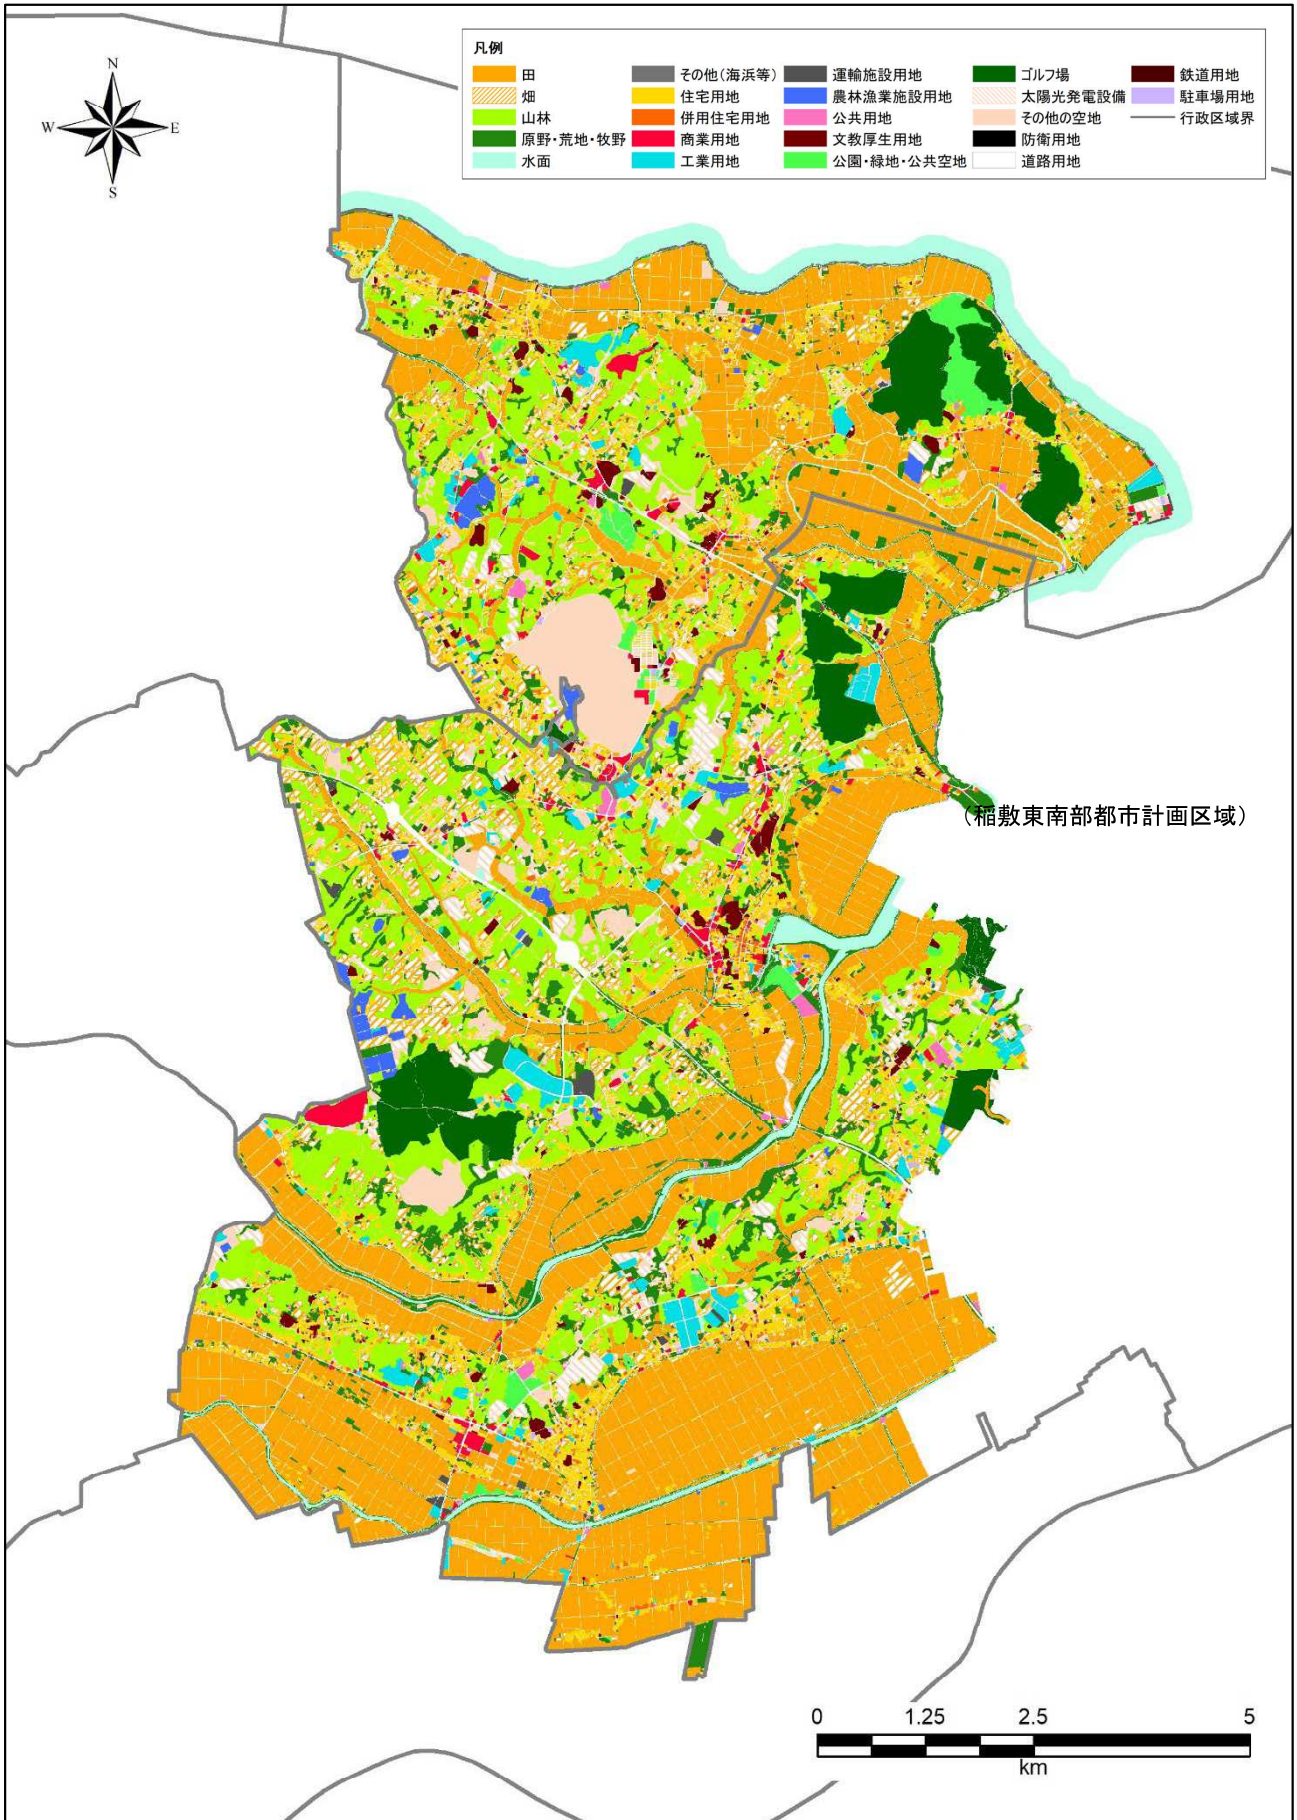 凡例
田 その他(海浜等) 運輸施設用地 ゴルフ場 鉄道用地
畑 住宅用地 農林漁業施設用地 太陽光発電設備 駐車場用地
山林 併用住宅用地 公共用地 その他の空地 行政区域界
原野・荒地・牧野 商業用地 文教厚生用地 防衛用地
水面 工業用地 公園・緑地・公共空地 道路用地
N
W E
S
(稲敷東南部都市計画区域)
0 1.25 2.5 5
km